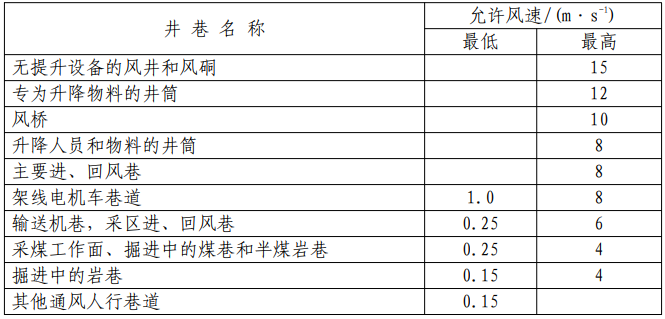 井巷名称 允许风速/(m·s⁻¹)
最低 最高
无提升设备的风井和风硐 15
专为升降物料的井筒 12
风桥 10
升降人员和物料的井筒 8
主要进、回风巷 8
架线电机车巷道 1.0 8
输送机巷，采区进、回风巷 0.25 6
采煤工作面、掘进中的煤巷和半煤岩巷 0.25 4
掘进中的岩巷 0.15 4
其他通风人行巷道 0.15